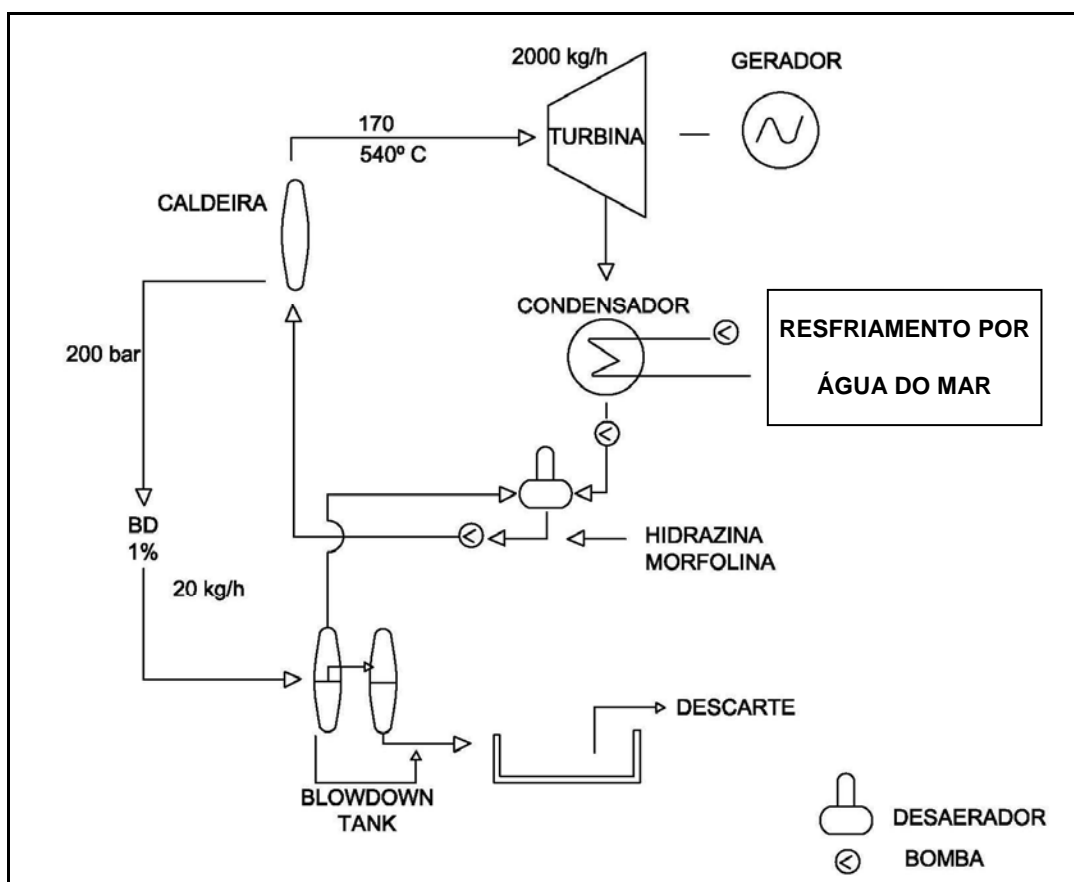 2000 kg/h
GERADOR
170
540º C
TURBINA
CALDEIRA
CONDENSADOR
RESFRIAMENTO POR
ÁGUA DO MAR
200 bar
BD
1%
20 kg/h
HIDRAZINA
MORFOLINA
DESCARTE
BLOWDOWN
TANK
DESAERADOR
BOMBA